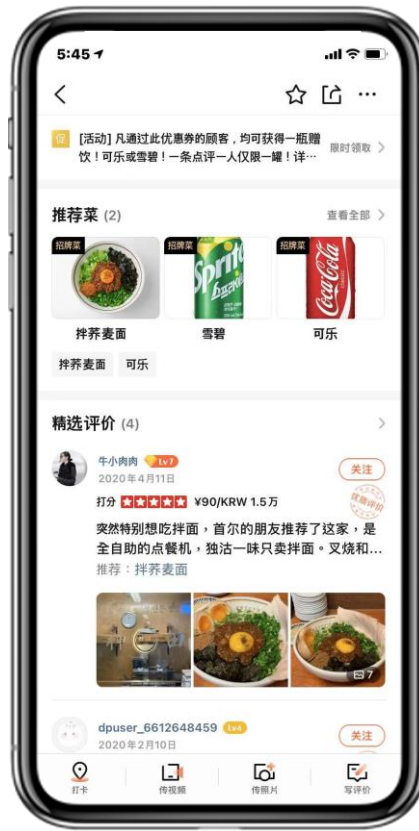 5:45
促 [活动] 凡通过此优惠券的顾客，均可获得一瓶赠
饮！可乐或雪碧！一条点评一人仅限一罐！详… 限时领取
推荐菜 (2) 查看全部
招牌菜 招牌菜 招牌菜
Sprite Coca-Cola
스프라이트
拌荞麦面 雪碧 可乐
拌荞麦面 可乐
精选评价 (4)
牛小肉肉 Lv7 关注
2020年4月11日
优质评价
打分 ¥90/KRW 1.5万
突然特别想吃拌面，首尔的朋友推荐了这家，是
全自助的点餐机，独沽一味只卖拌面。叉烧和…
推荐：拌荞麦面
7
dpuser_6612648459 Lv4 关注
2020年2月10日
打卡 传视频 传照片 写评价